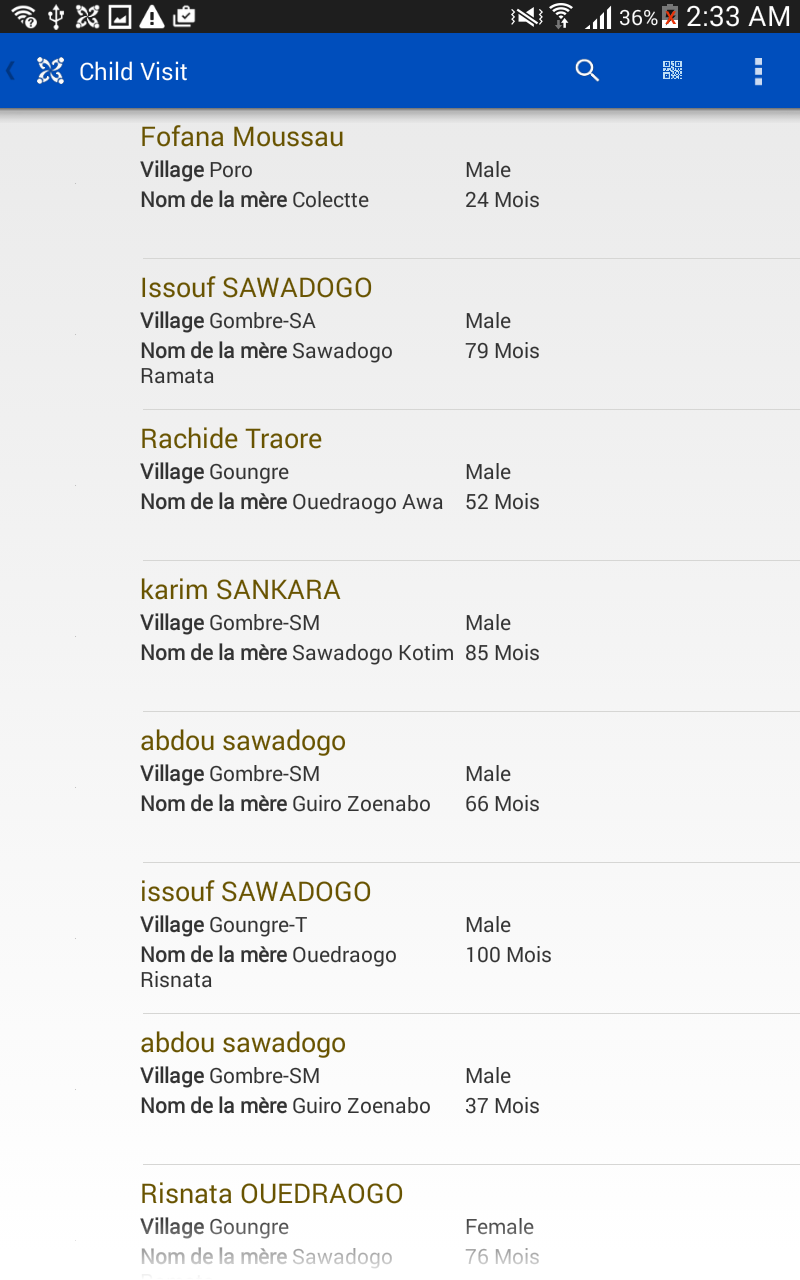 36% 2:33 AM
Child Visit
Fofana Moussau
Village Poro Male
Nom de la mère Colectte 24 Mois
Issouf SAWADOGO
Village Gombre-SA Male
Nom de la mère Sawadogo 79 Mois
Ramata
Rachide Traore
Village Goungre Male
Nom de la mère Ouedraogo Awa 52 Mois
karim SANKARA
Village Gombre-SM Male
Nom de la mère Sawadogo Kotim 85 Mois
abdou sawadogo
Village Gombre-SM Male
Nom de la mère Guiro Zoenabo 66 Mois
issouf SAWADOGO
Village Goungre-T Male
Nom de la mère Ouedraogo 100 Mois
Risnata
abdou sawadogo
Village Gombre-SM Male
Nom de la mère Guiro Zoenabo 37 Mois
Risnata OUEDRAOGO
Village Goungre Female
Nom de la mère Sawadogo 76 Mois